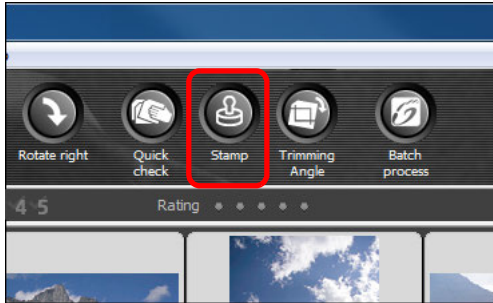 Rotate right
Quick
check
Stamp
Trimming
Angle
Batch
process
4 5
Rating